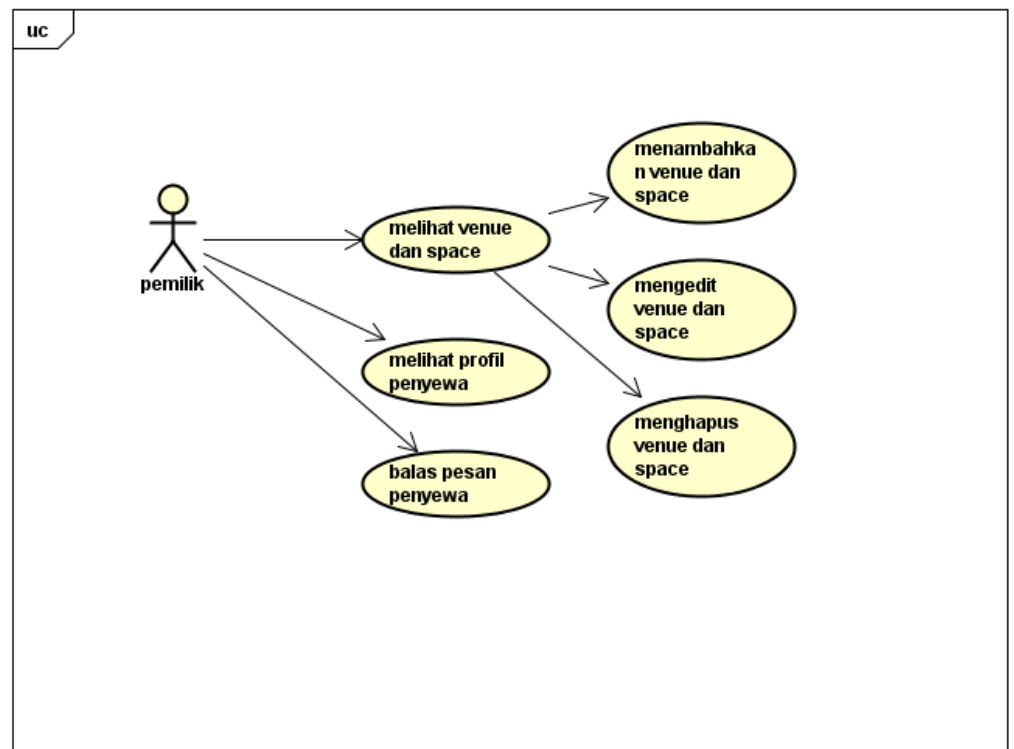 uc
pemilik
melihat venue
dan space
melihat profil
penyewa
balas pesan
penyewa
menambahka
n venue dan
space
mengedit
venue dan
space
menghapus
venue dan
space